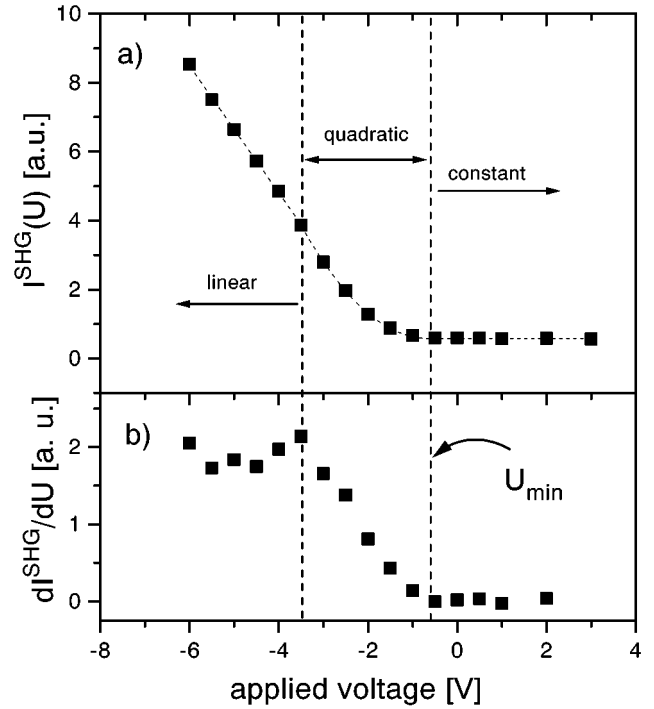 10
8
6
4
2
0
a)
I^SHG(U) [a.u.]
quadratic
constant
linear
2
1
0
b)
dI^SHG/dU [a. u.]
U_min
-8
-6
-4
-2
0
2
4
applied voltage [V]